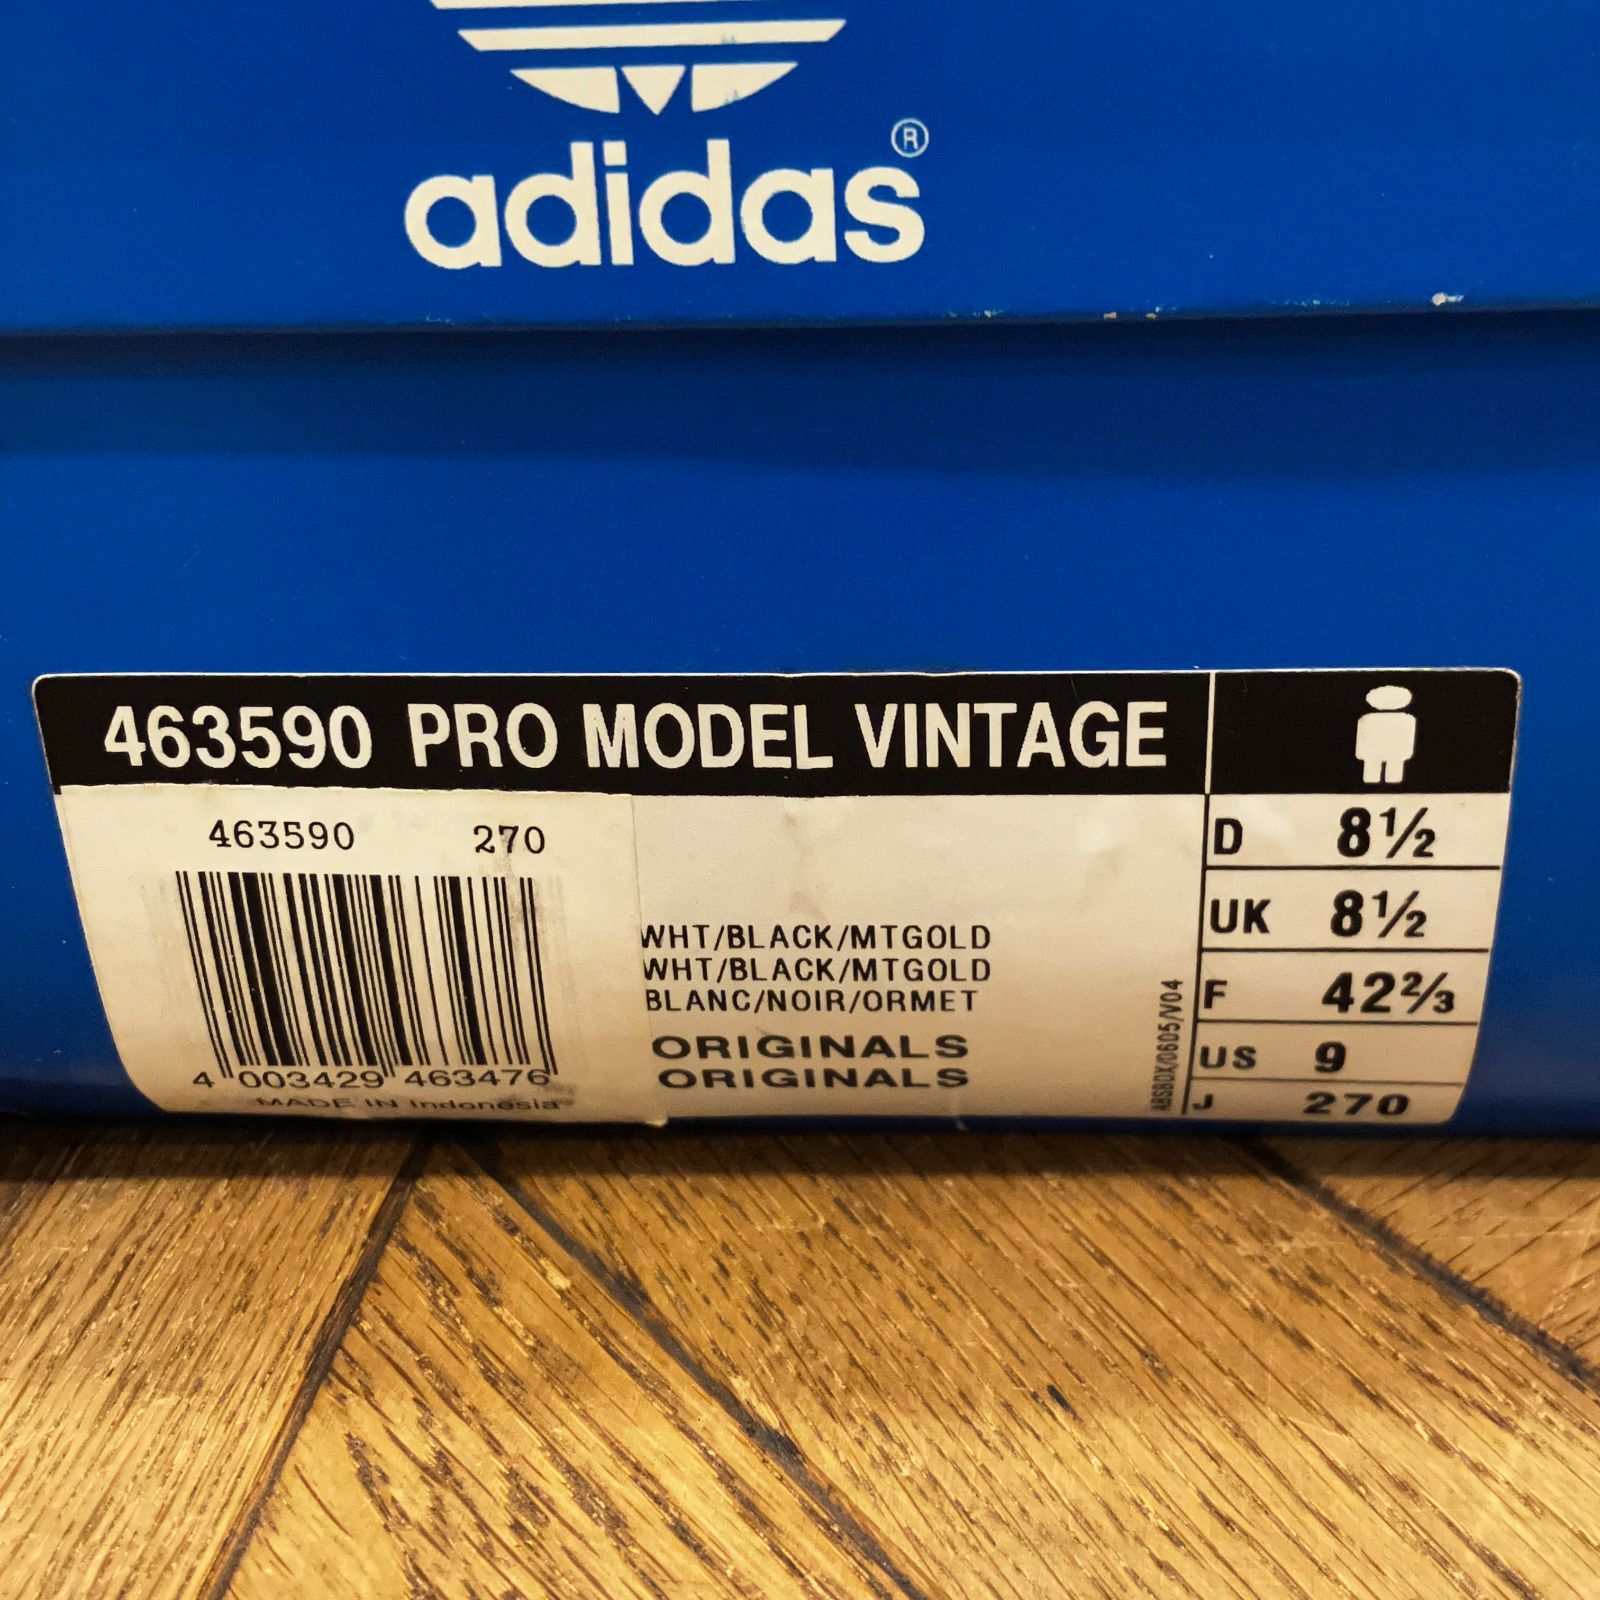 adidas®
463590 PRO MODEL VINTAGE
463590 270
4 003429 463476
MADE IN Indonesia
WHT/BLACK/MTGOLD
WHT/BLACK/MTGOLD
BLANC/NOIR/ORMET
ORIGINALS
ORIGINALS
ABSBOX/0605/V04
D 8½
UK 8½
F 42⅔
US 9
J 270